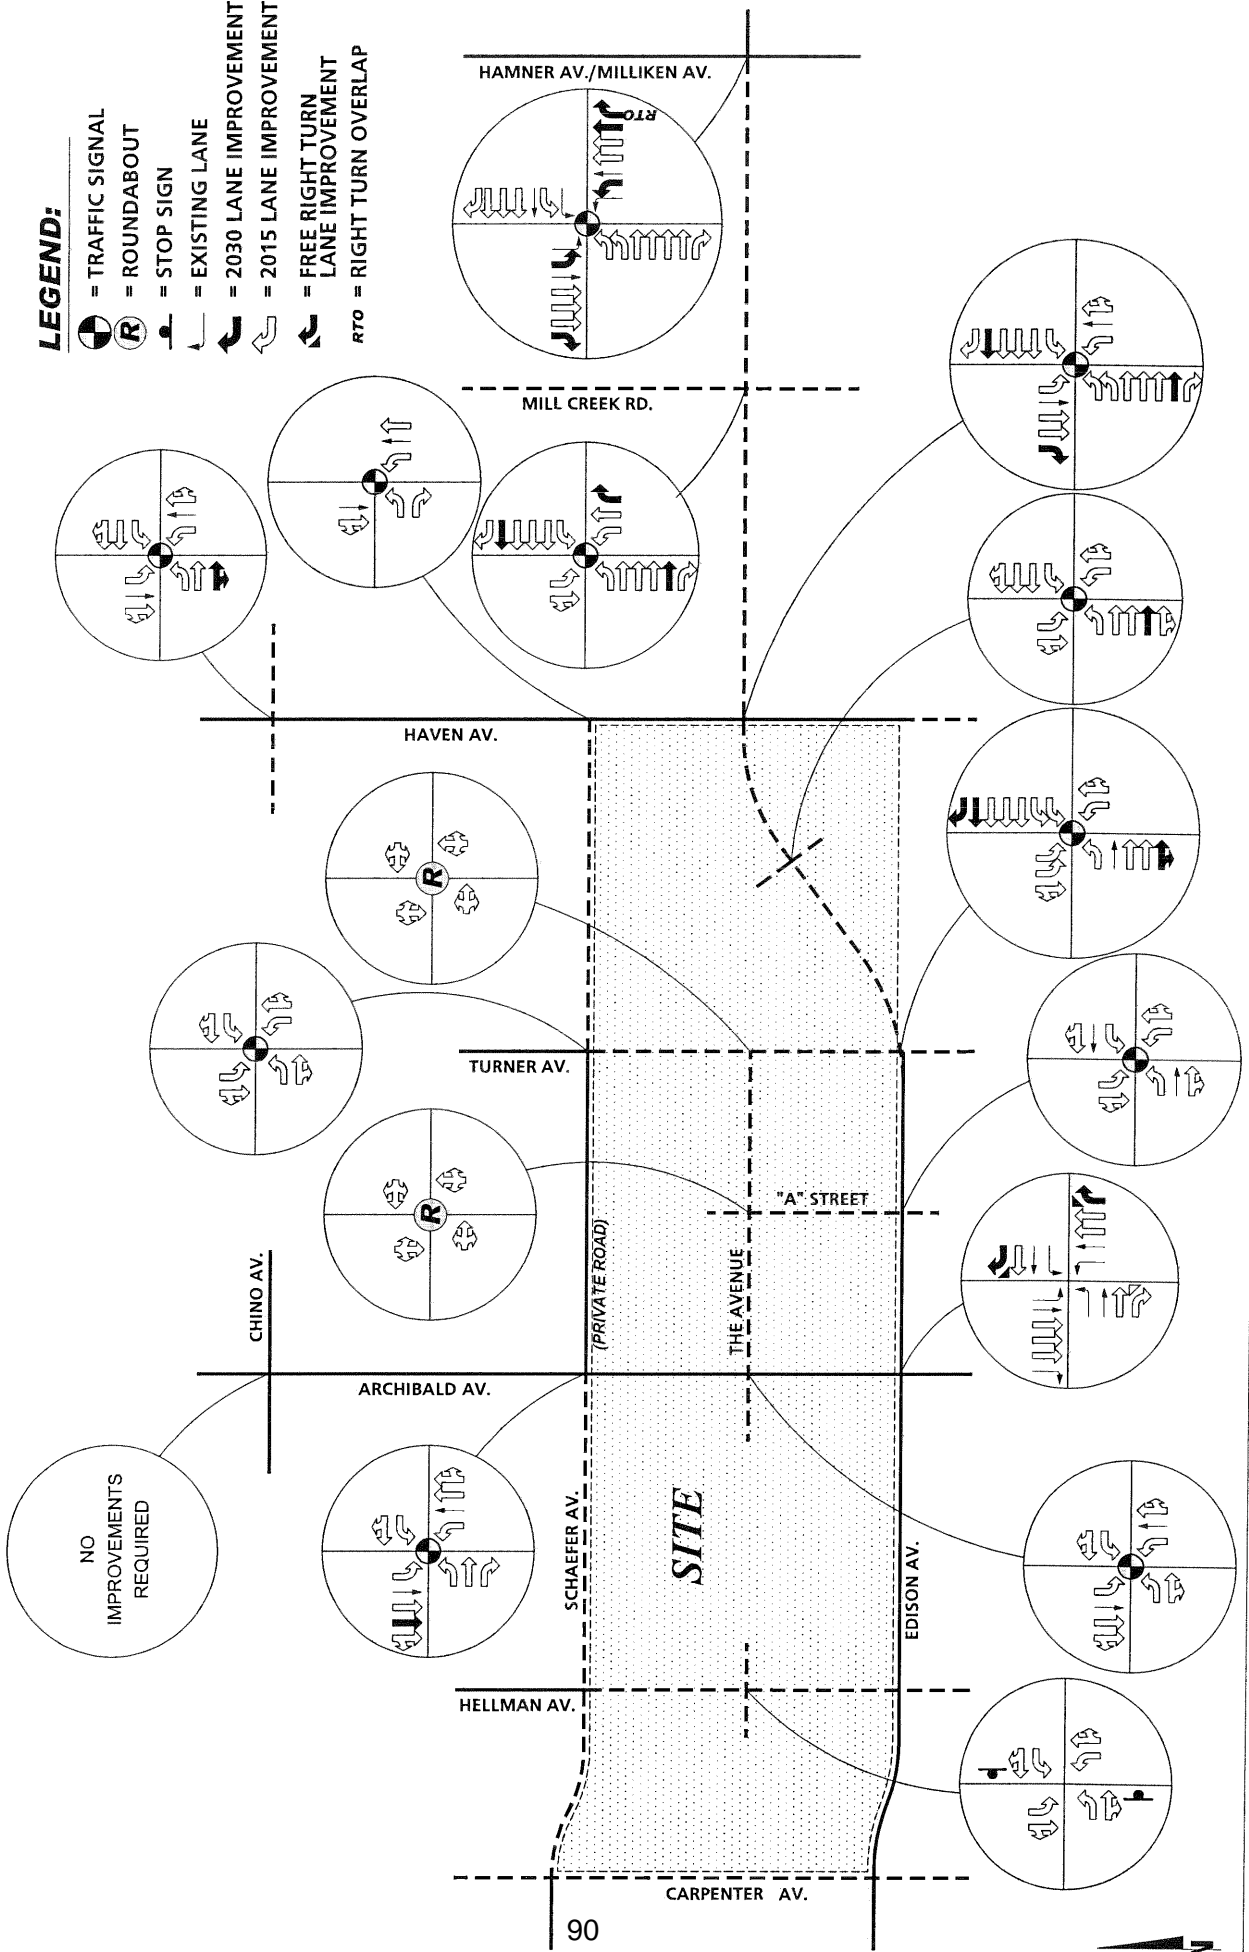 LEGEND:
= TRAFFIC SIGNAL
R = ROUNDABOUT
= STOP SIGN
= EXISTING LANE
= 2030 LANE IMPROVEMENT
= 2015 LANE IMPROVEMENT
= FREE RIGHT TURN
LANE IMPROVEMENT
RTO = RIGHT TURN OVERLAP
HAMNER AV./MILLIKEN AV.
RTO
MILL CREEK RD.
HAVEN AV.
R
TURNER AV.
R
"A" STREET
CHINO AV.
(PRIVATE ROAD)
THE AVENUE
ARCHIBALD AV.
NO
IMPROVEMENTS
REQUIRED
SCHAEFER AV.
SITE
EDISON AV.
HELLMAN AV.
CARPENTER AV.
90
N